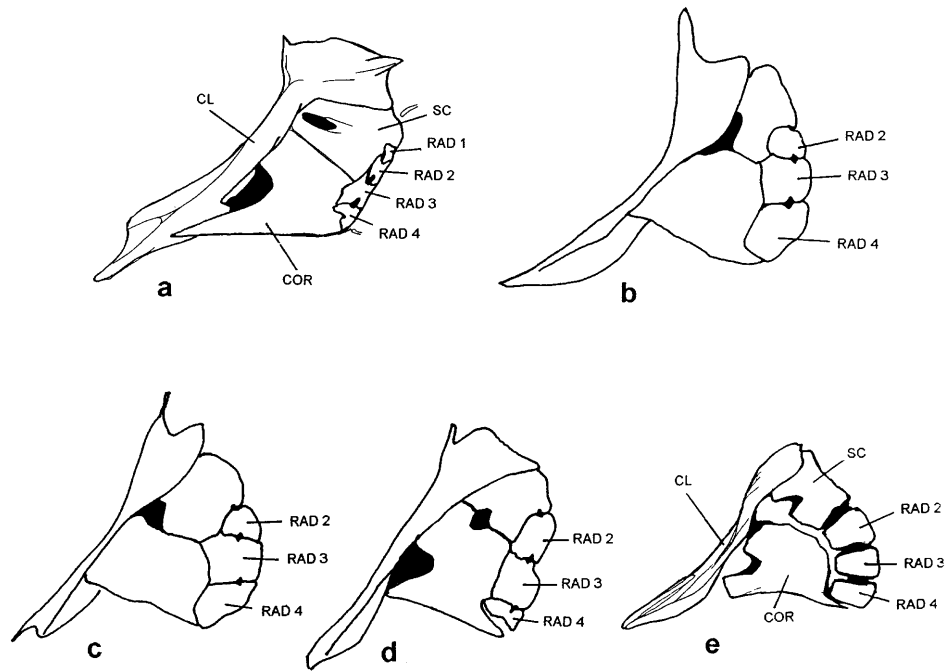 CL
SC
RAD 1
RAD 2
RAD 3
RAD 4
COR
a
RAD 2
RAD 3
RAD 4
b
RAD 2
RAD 3
RAD 4
c
RAD 2
RAD 3
RAD 4
d
CL
SC
RAD 2
RAD 3
RAD 4
COR
e